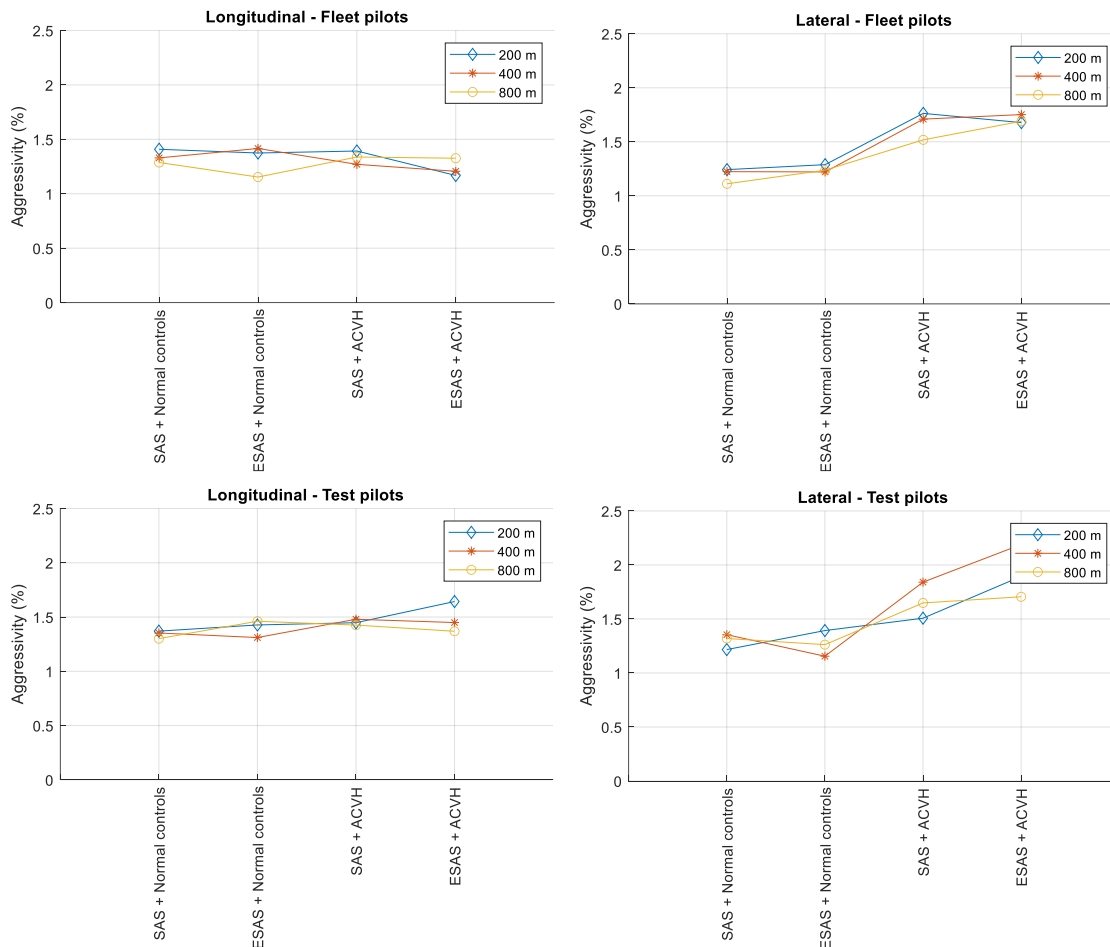 Longitudinal - Fleet pilots
2.5
2
1.5
1
0.5
0
Aggressivity (%)
200 m
400 m
800 m
SAS + Normal controls
ESAS + Normal controls
SAS + ACVH
ESAS + ACVH
Lateral - Fleet pilots
2.5
2
1.5
1
0.5
0
Aggressivity (%)
200 m
400 m
800 m
SAS + Normal controls
ESAS + Normal controls
SAS + ACVH
ESAS + ACVH
Longitudinal - Test pilots
2.5
2
1.5
1
0.5
0
Aggressivity (%)
200 m
400 m
800 m
SAS + Normal controls
ESAS + Normal controls
SAS + ACVH
ESAS + ACVH
Lateral - Test pilots
2.5
2
1.5
1
0.5
0
Aggressivity (%)
200 m
400 m
800 m
SAS + Normal controls
ESAS + Normal controls
SAS + ACVH
ESAS + ACVH